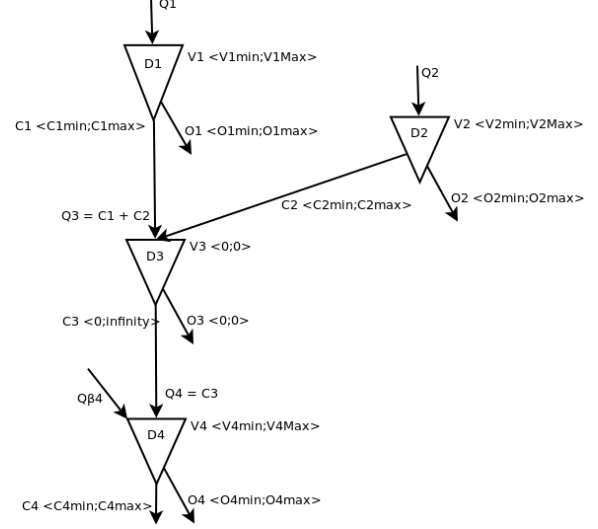 Q1
D1
V1 <V1min;V1Max>
Q2
C1 <C1min;C1max>
O1 <O1min;O1max>
D2
V2 <V2min;V2Max>
C2 <C2min;C2max>
O2 <O2min;O2max>
Q3 = C1 + C2
D3
V3 <0;0>
C3 <0;infinity>
O3 <0;0>
Qβ4
Q4 = C3
D4
V4 <V4min;V4Max>
C4 <C4min;C4max>
O4 <O4min;O4max>